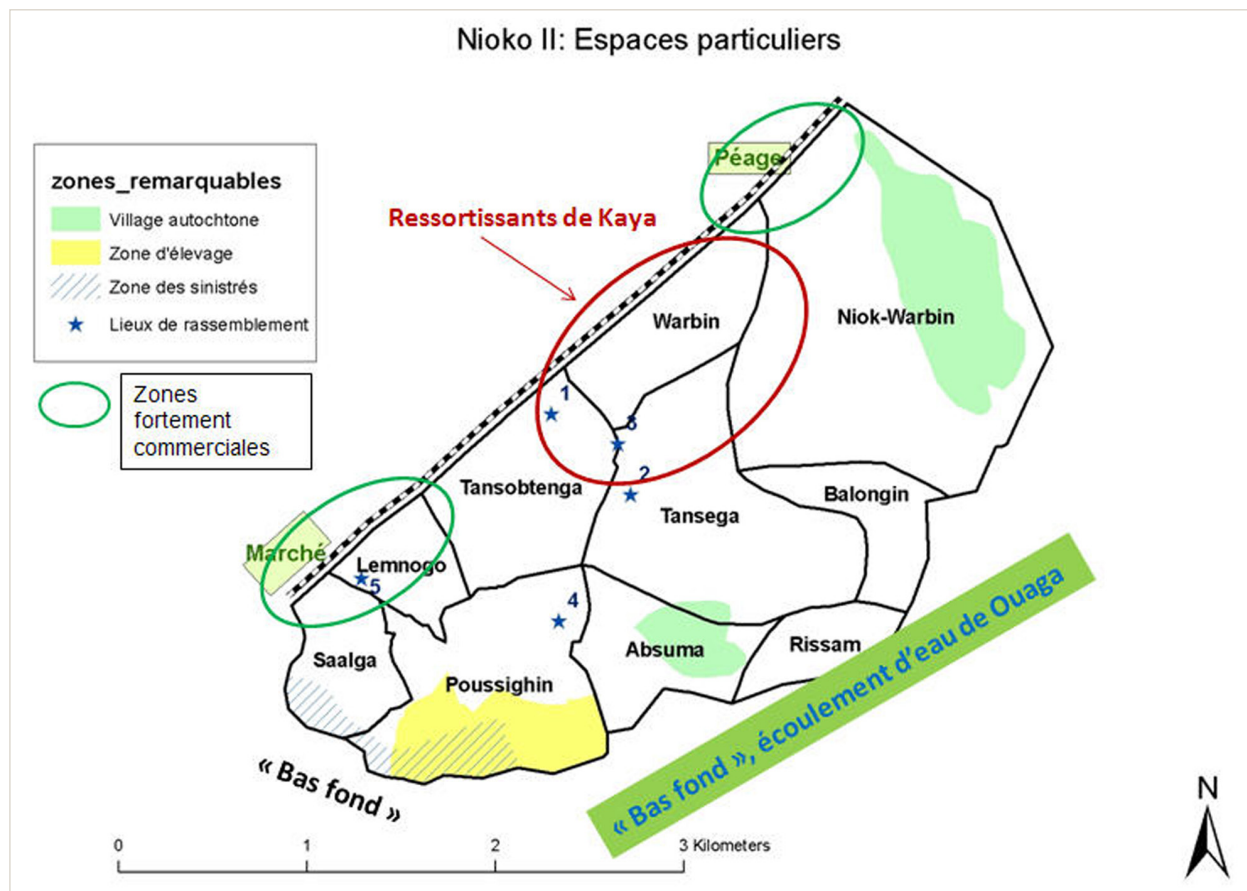 Nioko II: Espaces particuliers
zones_remarquables
Village autochtone
Zone d'élevage
Zone des sinistrés
Lieux de rassemblement
Zones
fortement
commerciales
Péage
Ressortissants de Kaya
Warbin
Niok-Warbin
1
3
2
Tansobtenga
Tansega
Balongin
Marché
Lemnogo
5
4
Saalga
Poussighin
Absuma
Rissam
« Bas fond »
« Bas fond », écoulement d'eau de Ouaga
N
0 1 2 3 Kilometers